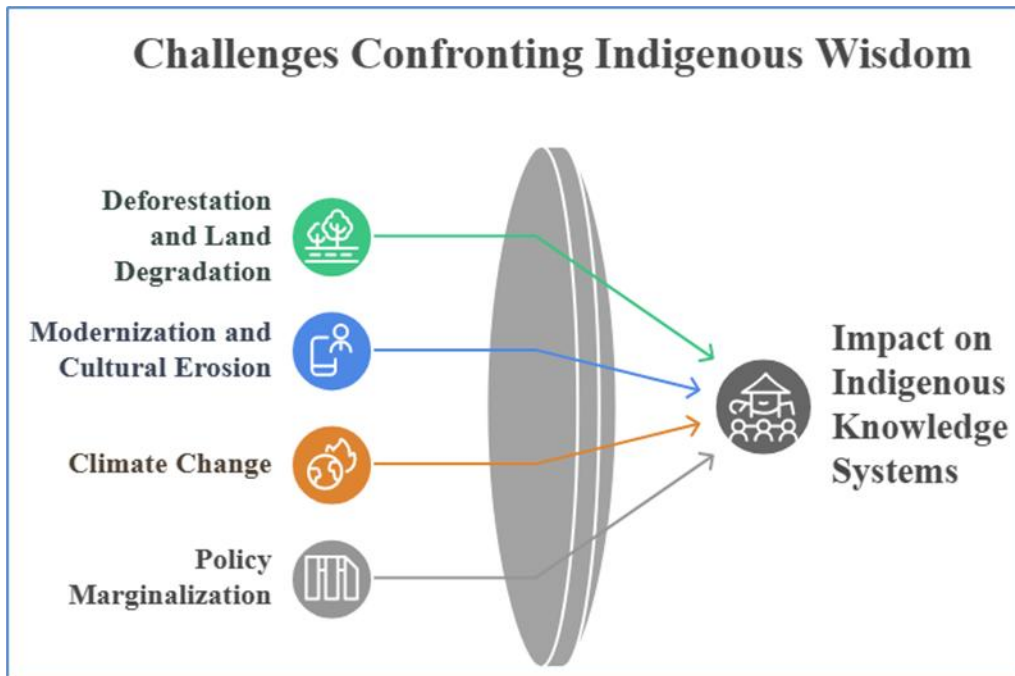 Challenges Confronting Indigenous Wisdom
Deforestation
and Land
Degradation
Modernization and
Cultural Erosion
Climate Change
Policy
Marginalization
Impact on
Indigenous
Knowledge
Systems